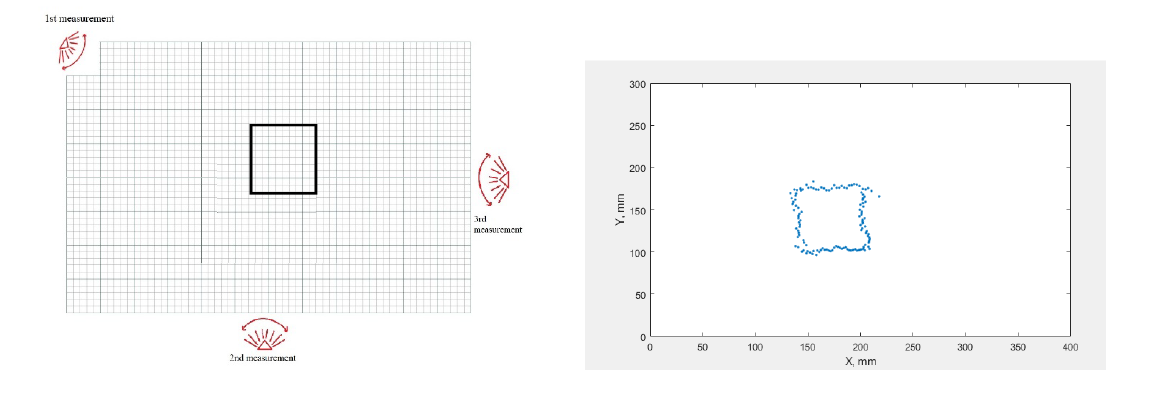 1st measurement
3rd
measurement
2nd measurement
300
250
200
150
100
50
0
Y, mm
0 50 100 150 200 250 300 350 400
X, mm